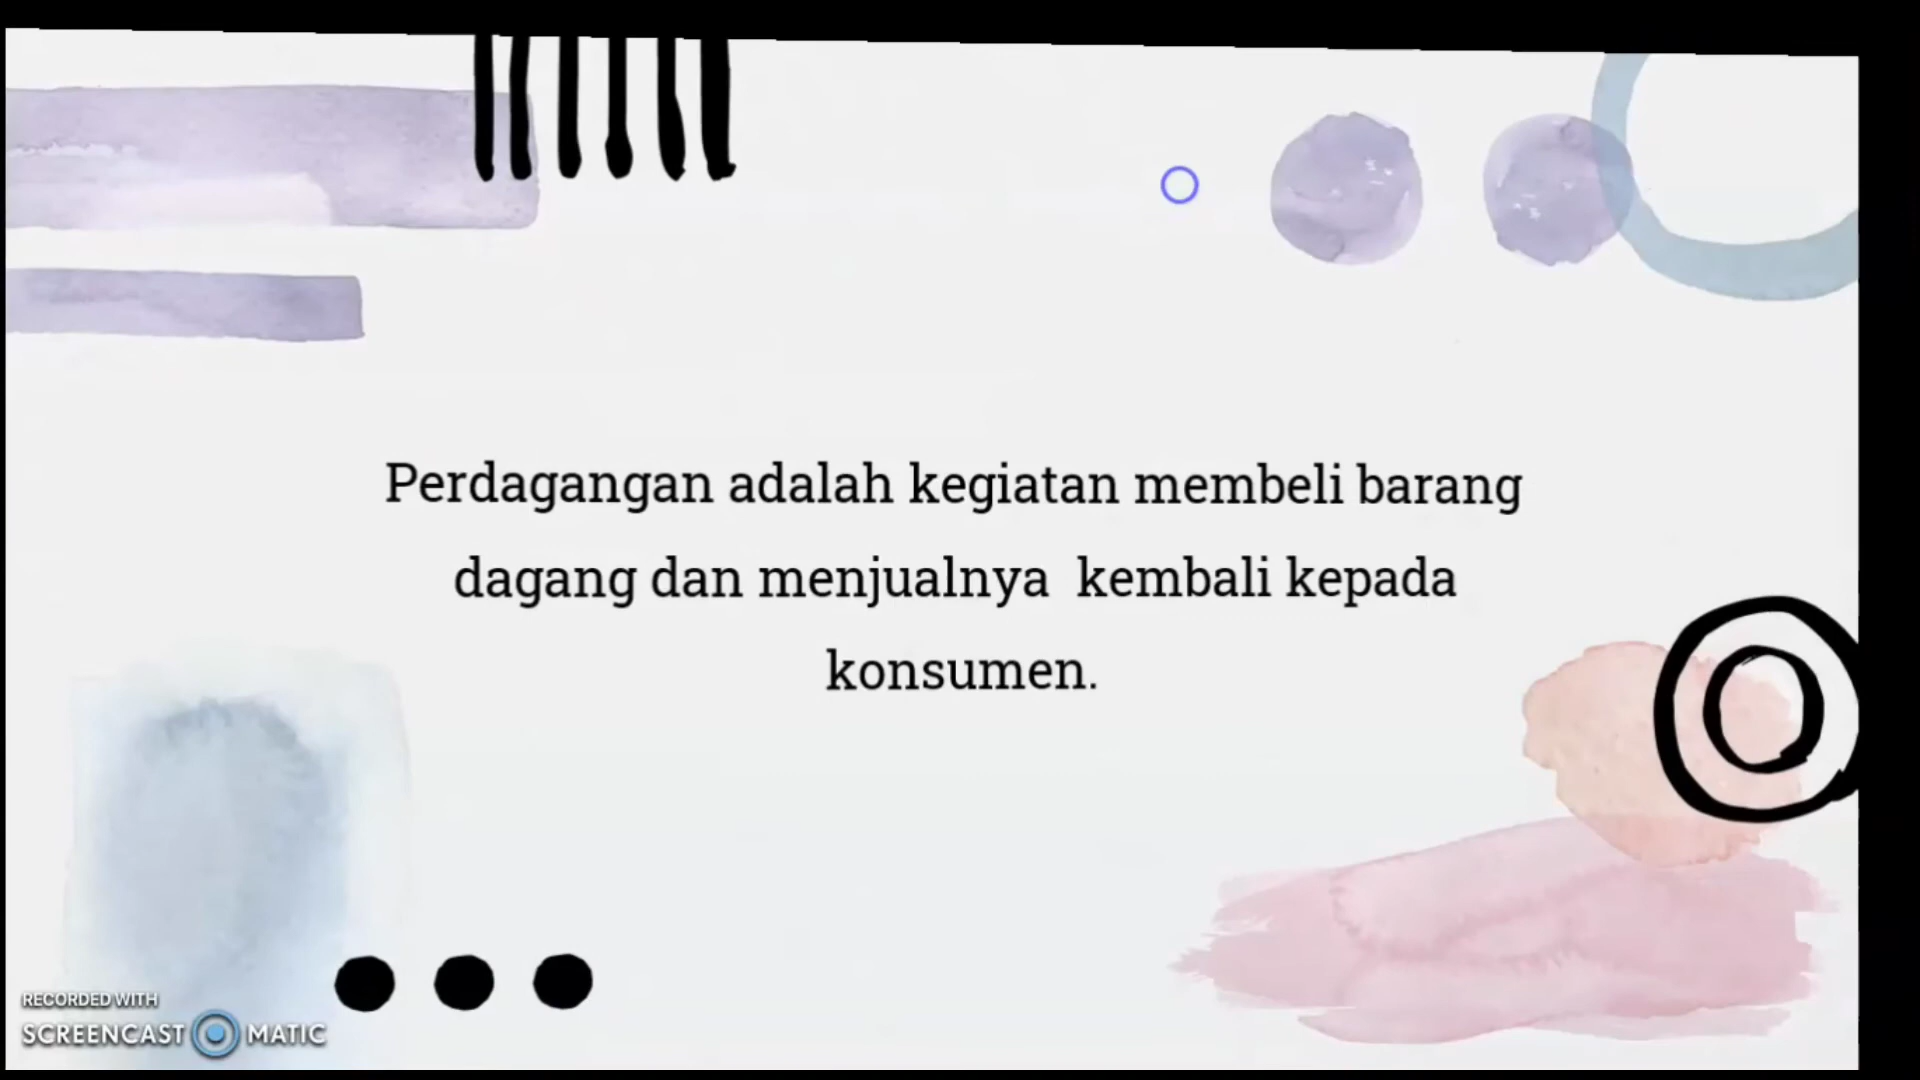 Perdagangan adalah kegiatan membeli barang
dagang dan menjualnya  kembali kepada
konsumen.
RECORDED WITH
SCREENCAST MATIC